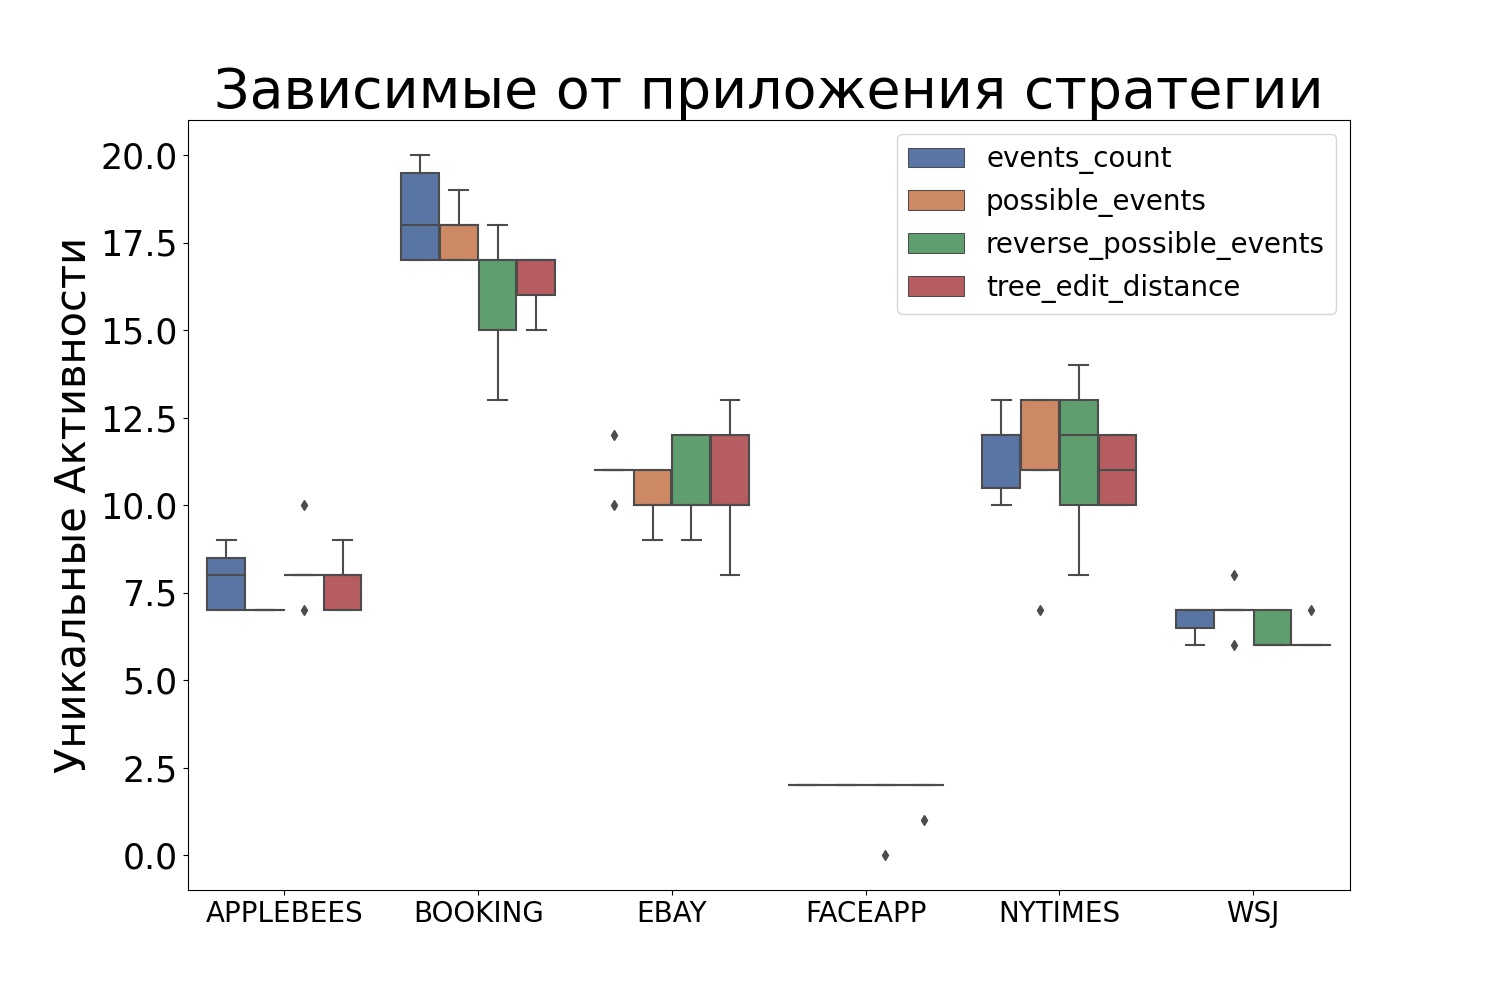 Зависимые от приложения стратегии
Уникальные Активности
20.0
17.5
15.0
12.5
10.0
7.5
5.0
2.5
0.0
events_count
possible_events
reverse_possible_events
tree_edit_distance
APPLEBEES BOOKING EBAY FACEAPP NYTIMES WSJ